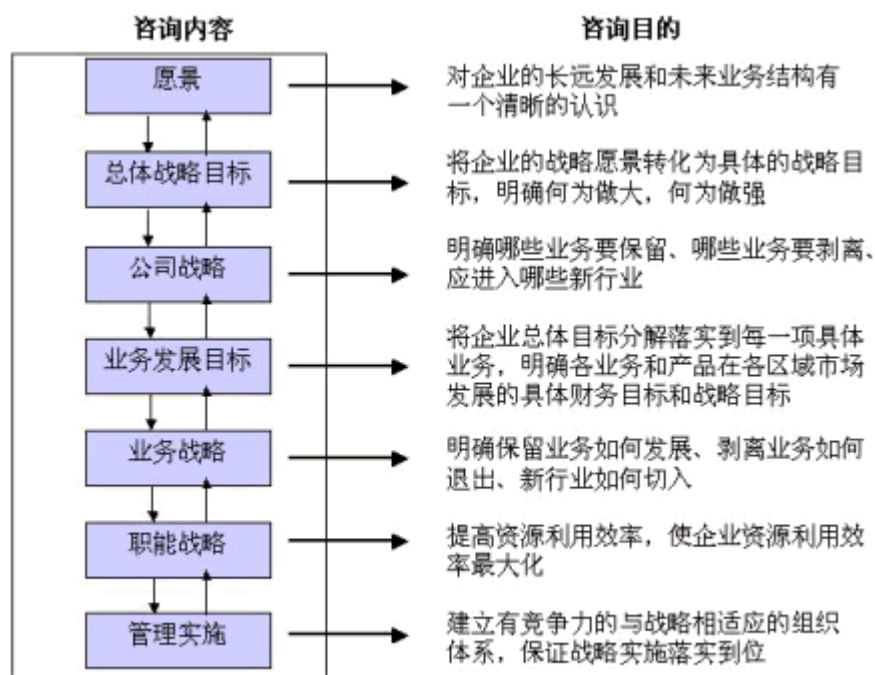 咨询内容 咨询目的
愿景
对企业的长远发展和未来业务结构有
一个清晰的认识
总体战略目标
将企业的战略愿景转化为具体的战略目
标，明确何为做大，何为做强
公司战略
明确哪些业务要保留、哪些业务要剥离、
应进入哪些新行业
业务发展目标
将企业总体目标分解落实到每一项具体
业务，明确各业务和产品在各区域市场
发展的具体财务目标和战略目标
业务战略
明确保留业务如何发展、剥离业务如何
退出、新行业如何切入
职能战略
提高资源利用效率，使企业资源利用效
率最大化
管理实施
建立有竞争力的与战略相适应的组织
体系，保证战略实施落实到位